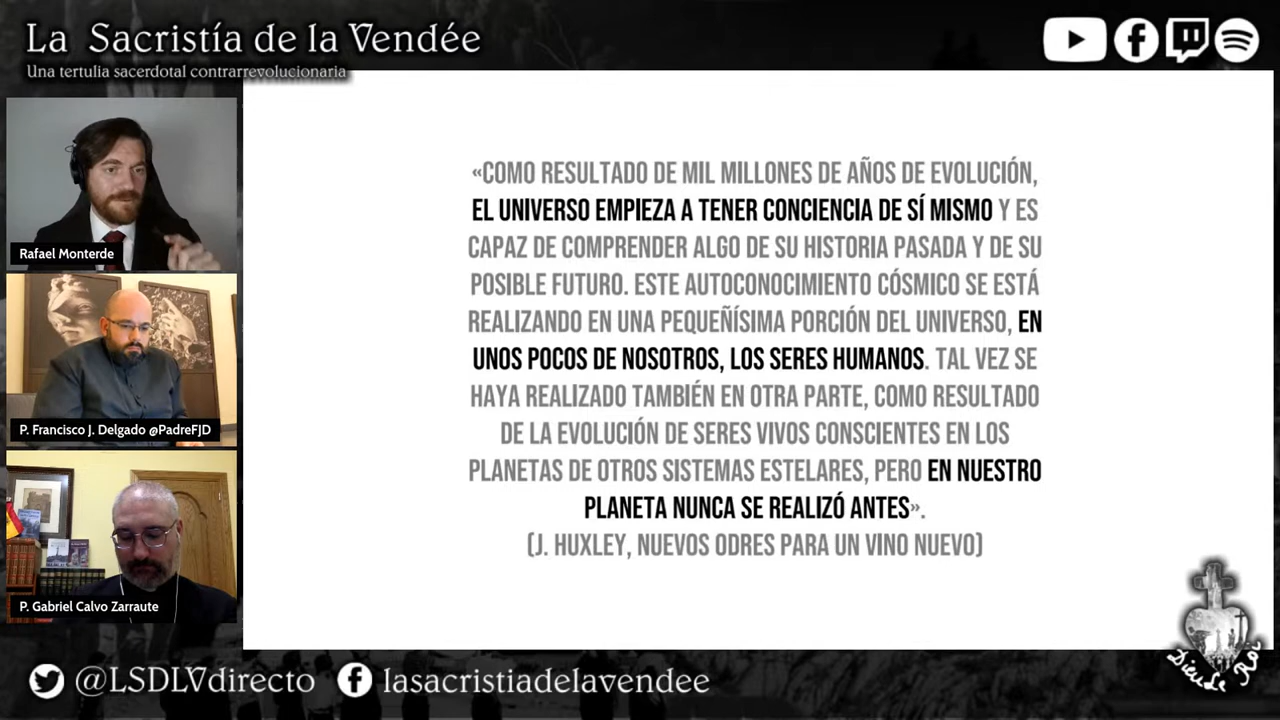 La Sacristía de la Vendée
Una tertulia sacerdotal contrarrevolucionaria
Rafael Monterde
P. Francisco J. Delgado @PadreFJD
P. Gabriel Calvo Zarraute
«COMO RESULTADO DE MIL MILLONES DE AÑOS DE EVOLUCIÓN,
EL UNIVERSO EMPIEZA A TENER CONCIENCIA DE SÍ MISMO Y ES
CAPAZ DE COMPRENDER ALGO DE SU HISTORIA PASADA Y DE SU
POSIBLE FUTURO. ESTE AUTOCONOCIMIENTO CÓSMICO SE ESTÁ
REALIZANDO EN UNA PEQUEÑÍSIMA PORCIÓN DEL UNIVERSO, EN
UNOS POCOS DE NOSOTROS, LOS SERES HUMANOS. TAL VEZ SE
HAYA REALIZADO TAMBIÉN EN OTRA PARTE, COMO RESULTADO
DE LA EVOLUCIÓN DE SERES VIVOS CONSCIENTES EN LOS
PLANETAS DE OTROS SISTEMAS ESTELARES, PERO EN NUESTRO
PLANETA NUNCA SE REALIZÓ ANTES».
(J. HUXLEY, NUEVOS ODRES PARA UN VINO NUEVO)
Dieu Le Roi
@LSDLVdirecto
lasacristiadelavendee